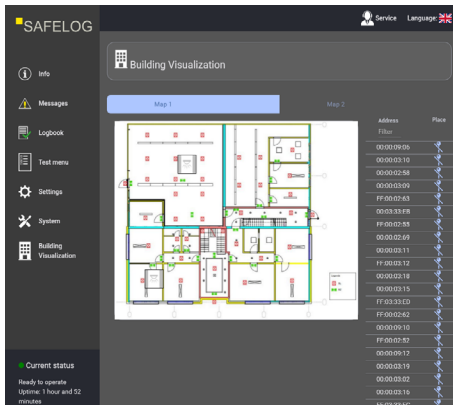 SAFELOG
Service Language:
Info
Messages
Logbook
Test menu
Settings
System
Building
Visualization
Current status
Ready to operate
Uptime: 1 hour and 52
minutes
Building Visualization
Map 1 Map 2
Address Place
Filter
00:00:09:06
00:00:03:10
00:00:02:58
00:00:03:09
FF:00:02:63
00:03:33:EB
FF:00:02:55
00:00:02:69
00:00:03:11
FF:00:03:12
00:00:03:18
00:00:03:15
FF:03:33:ED
FF:00:02:62
00:00:09:10
FF:00:02:52
00:00:09:12
00:00:03:19
00:00:03:02
00:00:03:16